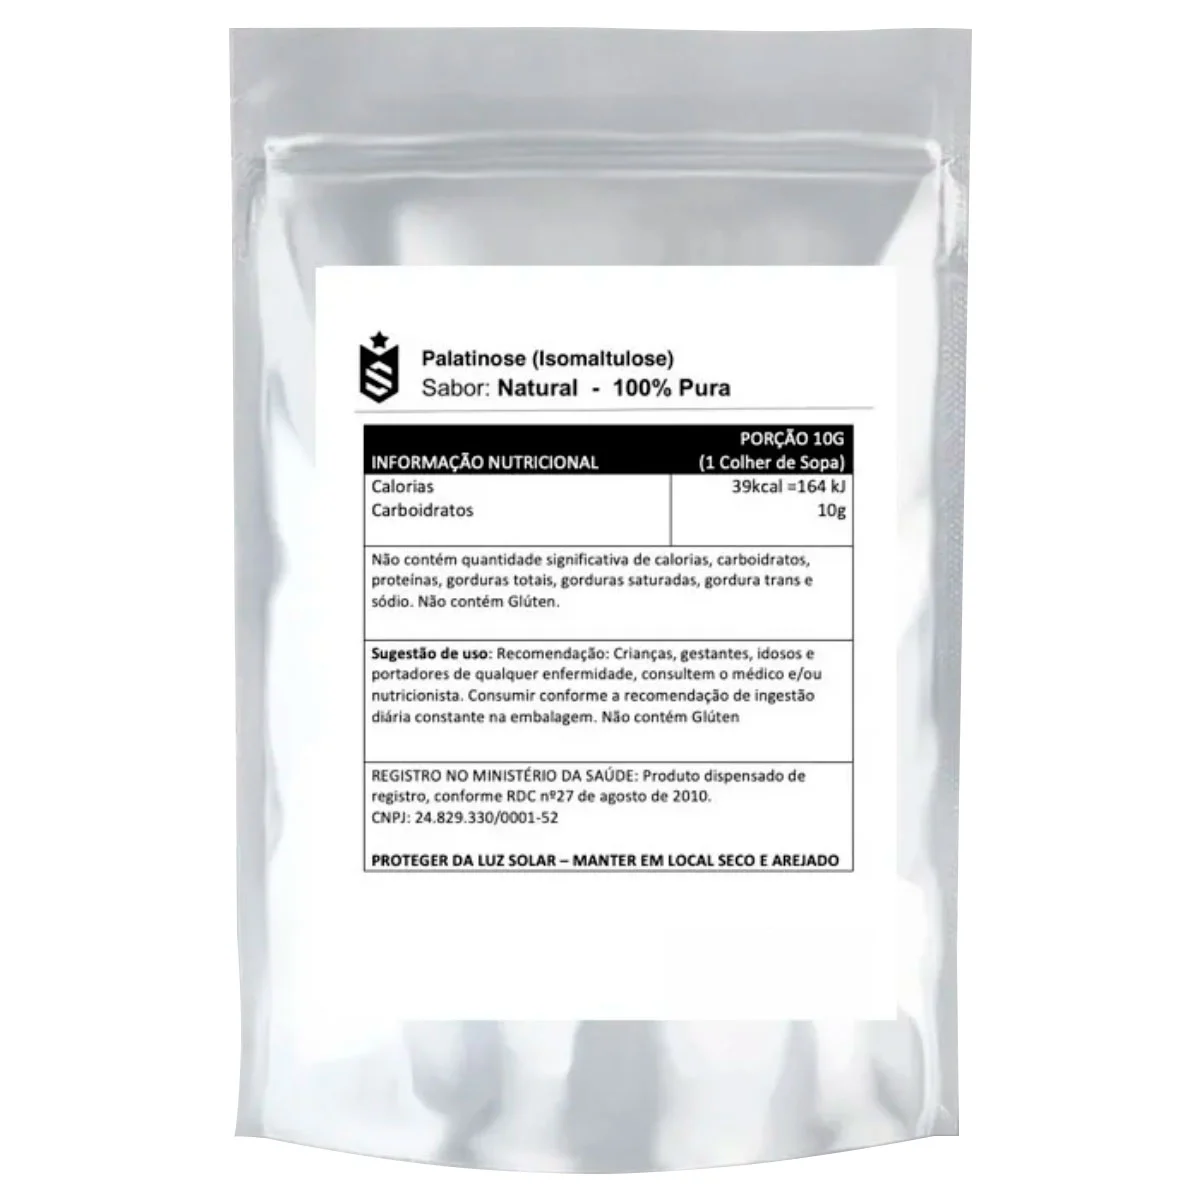 Palatinose (Isomaltulose)
Sabor: Natural - 100% Pura
PORÇÃO 10G
INFORMAÇÃO NUTRICIONAL (1 Colher de Sopa)
Calorias 39kcal =164 kJ
Carboidratos 10g
Não contém quantidade significativa de calorias, carboidratos,
proteínas, gorduras totais, gorduras saturadas, gordura trans e
sódio. Não contém Glúten.
Sugestão de uso: Recomendação: Crianças, gestantes, idosos e
portadores de qualquer enfermidade, consultem o médico e/ou
nutricionista. Consumir conforme a recomendação de ingestão
diária constante na embalagem. Não contém Glúten
REGISTRO NO MINISTÉRIO DA SAÚDE: Produto dispensado de
registro, conforme RDC nº27 de agosto de 2010.
CNPJ: 24.829.330/0001-52
PROTEGER DA LUZ SOLAR – MANTER EM LOCAL SECO E AREJADO